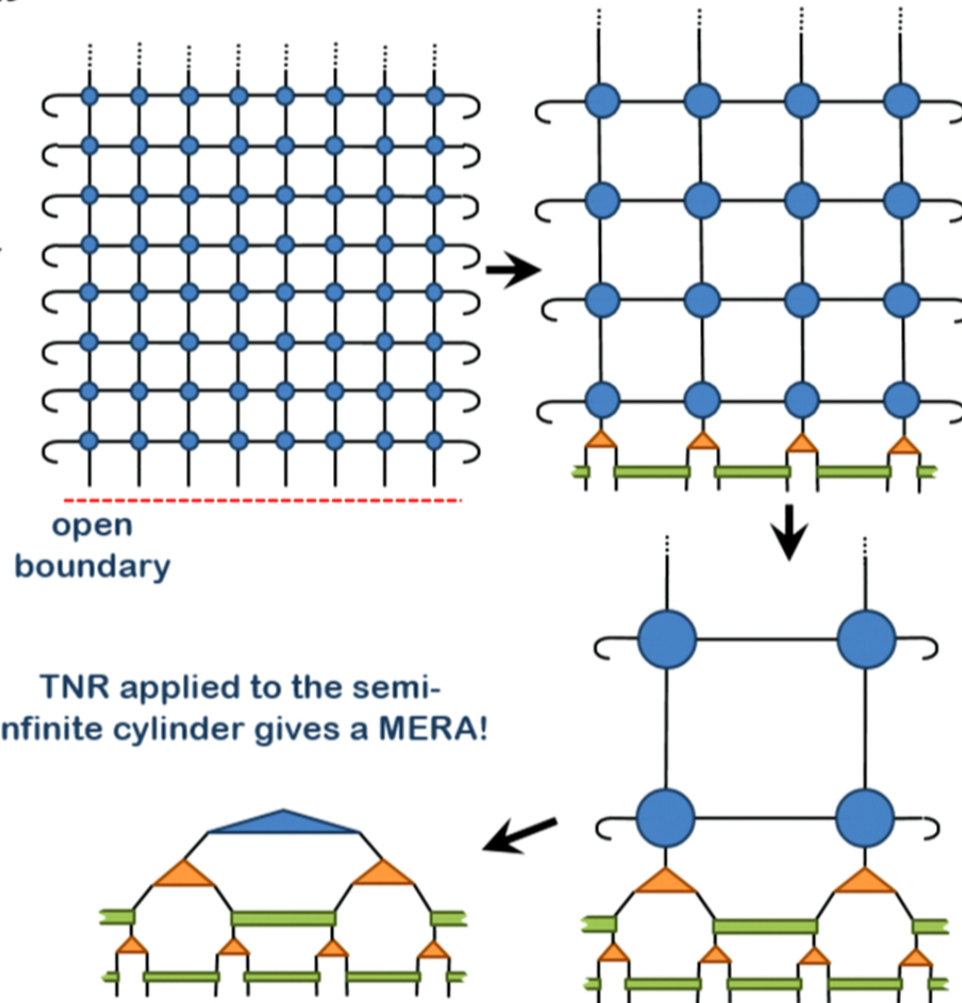 open
boundary
TNR applied to the semi-
nfinite cylinder gives a MERA!